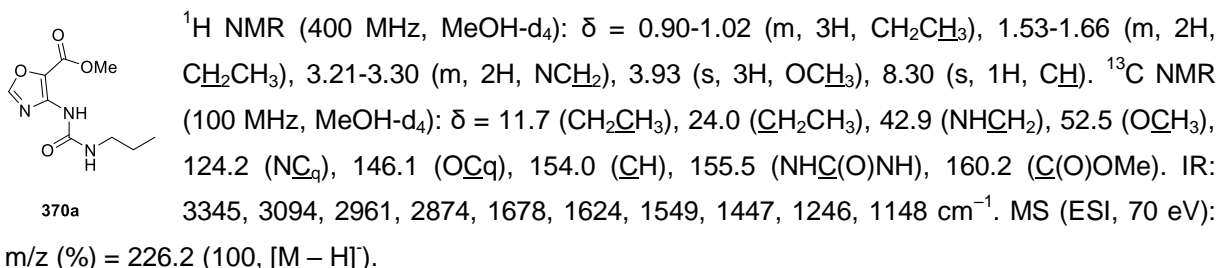 ¹H NMR (400 MHz, MeOH-d₄): δ = 0.90-1.02 (m, 3H, CH₂CH₃), 1.53-1.66 (m, 2H,
CH₂CH₃), 3.21-3.30 (m, 2H, NCH₂), 3.93 (s, 3H, OCH₃), 8.30 (s, 1H, CH). ¹³C NMR
(100 MHz, MeOH-d₄): δ = 11.7 (CH₂CH₃), 24.0 (CH₂CH₃), 42.9 (NHCH₂), 52.5 (OCH₃),
124.2 (NCq), 146.1 (OCq), 154.0 (CH), 155.5 (NHC(O)NH), 160.2 (C(O)OMe). IR:
3345, 3094, 2961, 2874, 1678, 1624, 1549, 1447, 1246, 1148 cm⁻¹. MS (ESI, 70 eV):
m/z (%) = 226.2 (100, [M – H]⁻).
O
O
OMe
N
NH
O
N
H
370a